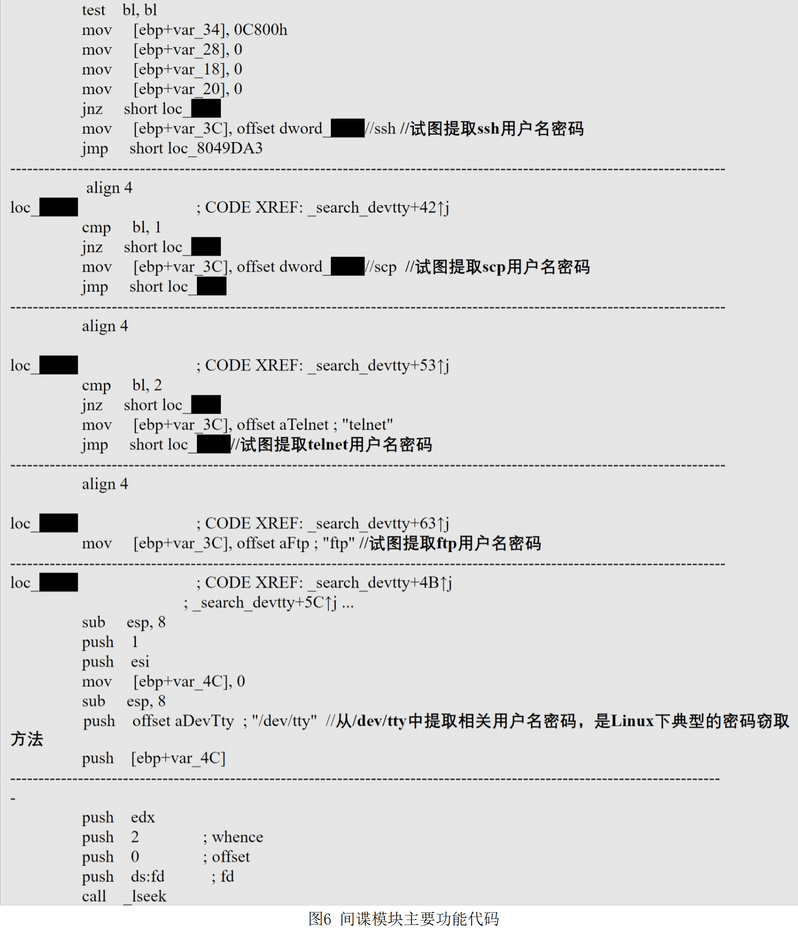 test bl, bl
mov [ebp+var_34], 0C800h
mov [ebp+var_28], 0
mov [ebp+var_18], 0
mov [ebp+var_20], 0
jnz short loc_
mov [ebp+var_3C], offset dword_ //ssh //试图提取ssh用户名密码
jmp short loc_8049DA3
--------------------------------------------------------------------------------
align 4
loc_ ; CODE XREF: _search_devtty+42↑j
cmp bl, 1
jnz short loc_
mov [ebp+var_3C], offset dword_ //scp //试图提取scp用户名密码
jmp short loc_
--------------------------------------------------------------------------------
align 4
loc_ ; CODE XREF: _search_devtty+53↑j
cmp bl, 2
jnz short loc_
mov [ebp+var_3C], offset aTelnet ; "telnet"
jmp short loc_ //试图提取telnet用户名密码
--------------------------------------------------------------------------------
align 4
loc_ ; CODE XREF: _search_devtty+63↑j
mov [ebp+var_3C], offset aFtp ; "ftp" //试图提取ftp用户名密码
--------------------------------------------------------------------------------
loc_ ; CODE XREF: _search_devtty+4B↑j
; _search_devtty+5C↑j ...
sub esp, 8
push 1
push esi
mov [ebp+var_4C], 0
sub esp, 8
push offset aDevTty ; "/dev/tty" //从/dev/tty中提取相关用户名密码，是Linux下典型的密码窃取
方法
push [ebp+var_4C]
--------------------------------------------------------------------------------
-
push edx
push 2 ; whence
push 0 ; offset
push ds:fd ; fd
call _lseek
图6 间谍模块主要功能代码